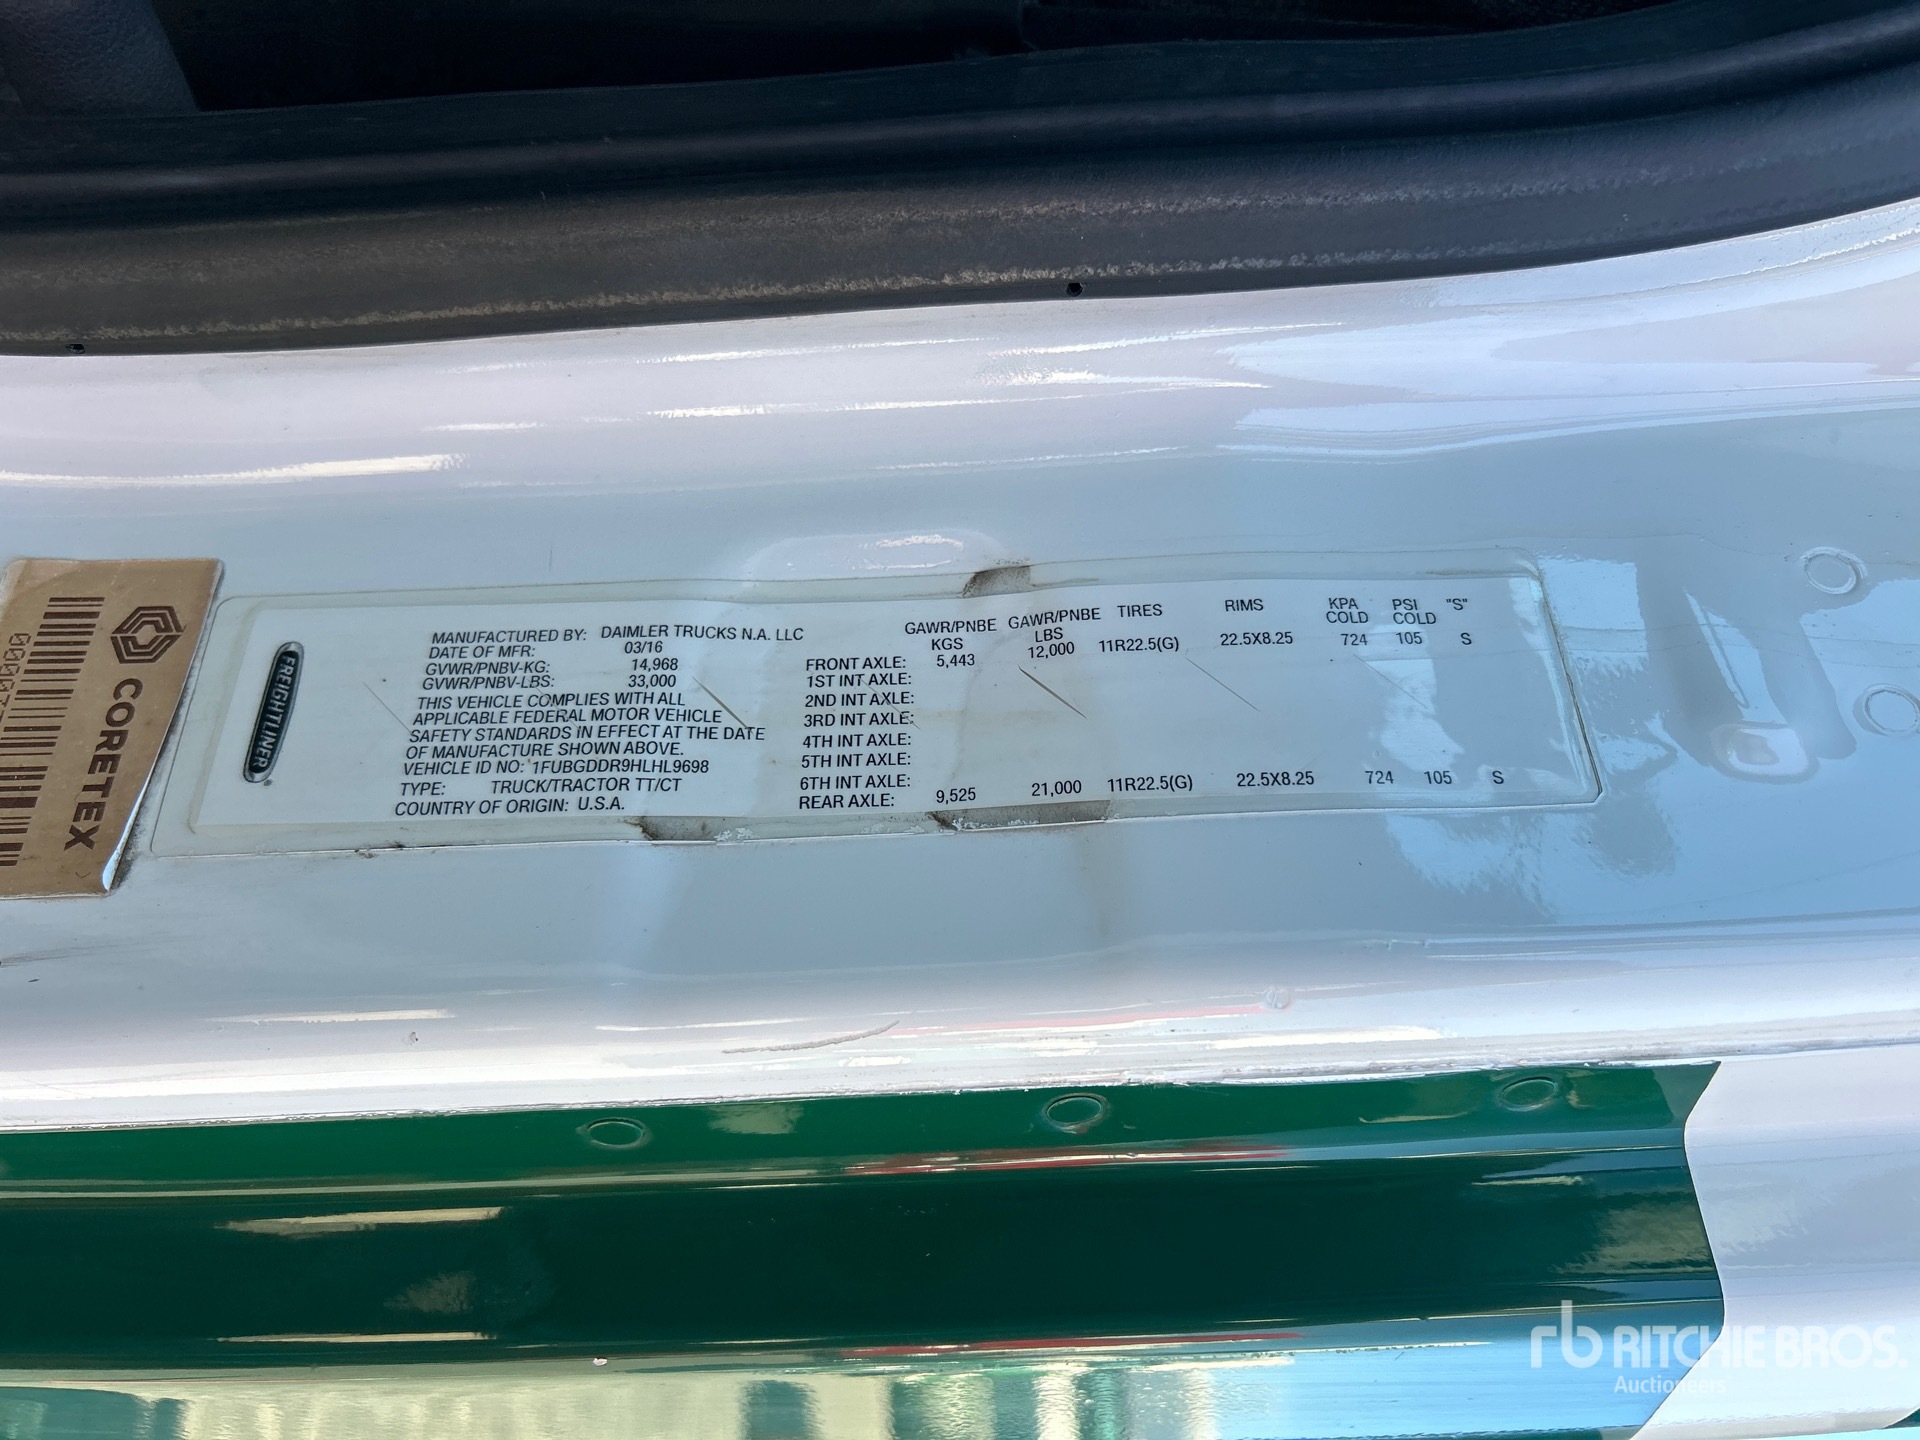 CORETEX
FREIGHTLINER
MANUFACTURED BY: DAIMLER TRUCKS N.A. LLC
DATE OF MFR: 03/16
GVWR/PNBV-KG: 14,968
GVWR/PNBV-LBS: 33,000
THIS VEHICLE COMPLIES WITH ALL
APPLICABLE FEDERAL MOTOR VEHICLE
SAFETY STANDARDS IN EFFECT AT THE DATE
OF MANUFACTURE SHOWN ABOVE.
VEHICLE ID NO: 1FUBGDDR9HLHL9698
TYPE: TRUCK/TRACTOR TT/CT
COUNTRY OF ORIGIN: U.S.A.
GAWR/PNBE GAWR/PNBE TIRES RIMS KPA PSI "S"
KGS LBS COLD COLD
FRONT AXLE: 5,443 12,000 11R22.5(G) 22.5X8.25 724 105 S
1ST INT AXLE:
2ND INT AXLE:
3RD INT AXLE:
4TH INT AXLE:
5TH INT AXLE:
6TH INT AXLE:
REAR AXLE: 9,525 21,000 11R22.5(G) 22.5X8.25 724 105 S
rb RITCHIE BROS.
Auctioneers